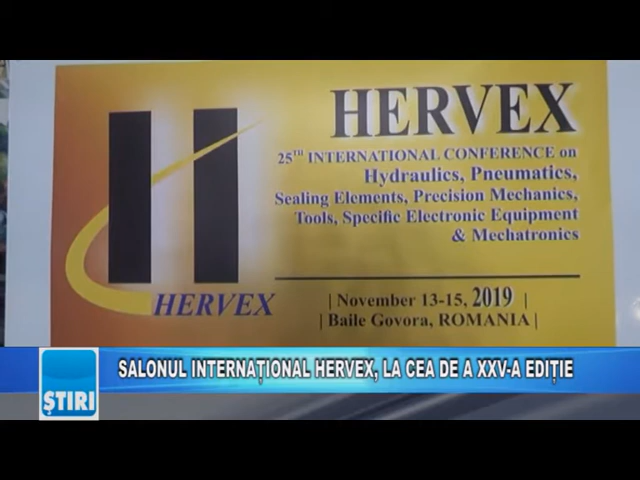 HERVEX
25TH INTERNATIONAL CONFERENCE on
Hydraulics, Pneumatics,
Sealing Elements, Precision Mechanics,
Tools, Specific Electronic Equipment
& Mechatronics
HERVEX
| November 13-15, 2019 |
| Baile Govora, ROMANIA |
SALONUL INTERNAȚIONAL HERVEX, LA CEA DE A XXV-A EDIȚIE
ȘTIRI